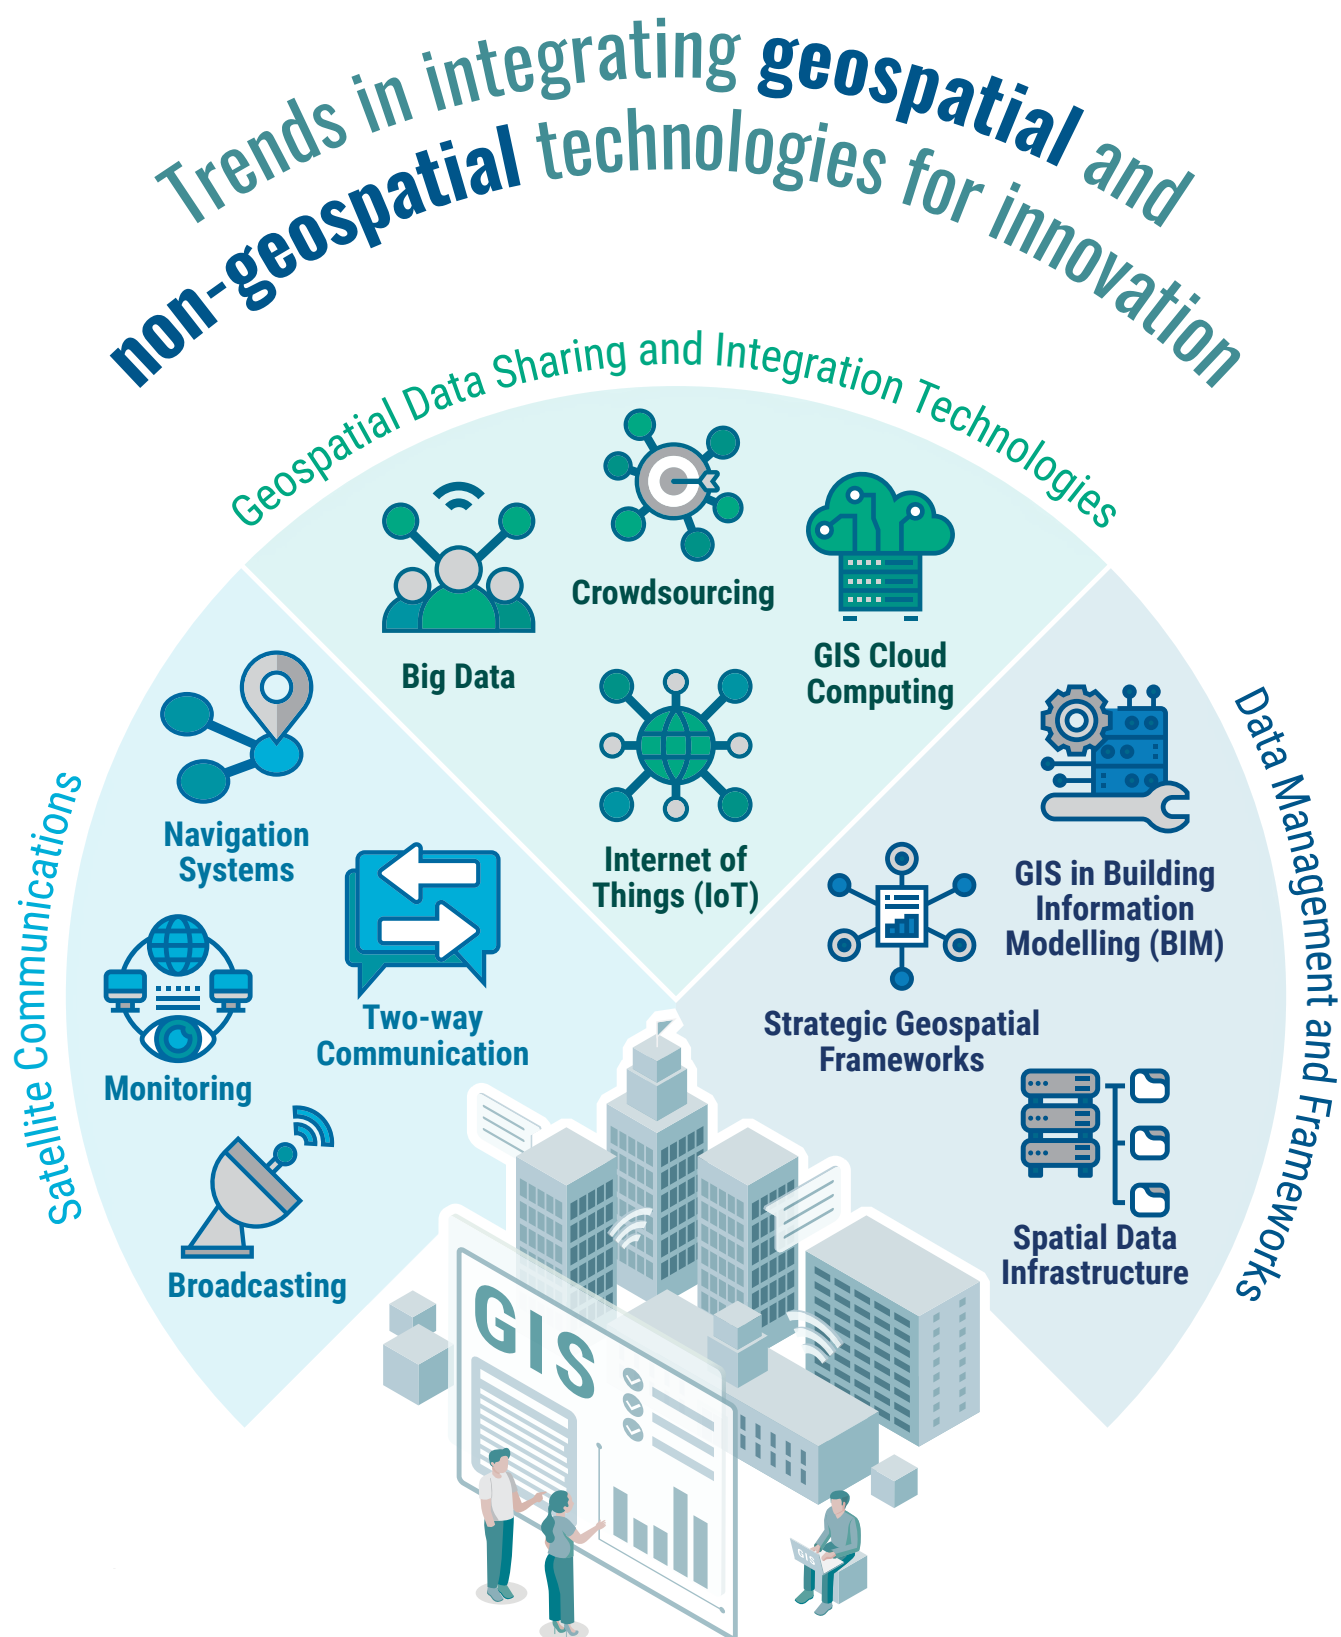 Trends in integrating geospatial and
non-geospatial technologies for innovation
Geospatial Data Sharing and Integration Technologies
Big Data
Crowdsourcing
GIS Cloud
Computing
Internet of
Things (IoT)
Satellite Communications
Navigation
Systems
Two-way
Communication
Monitoring
Broadcasting
Data Management and Frameworks
GIS in Building
Information
Modelling (BIM)
Strategic Geospatial
Frameworks
Spatial Data
Infrastructure
GIS
GIS